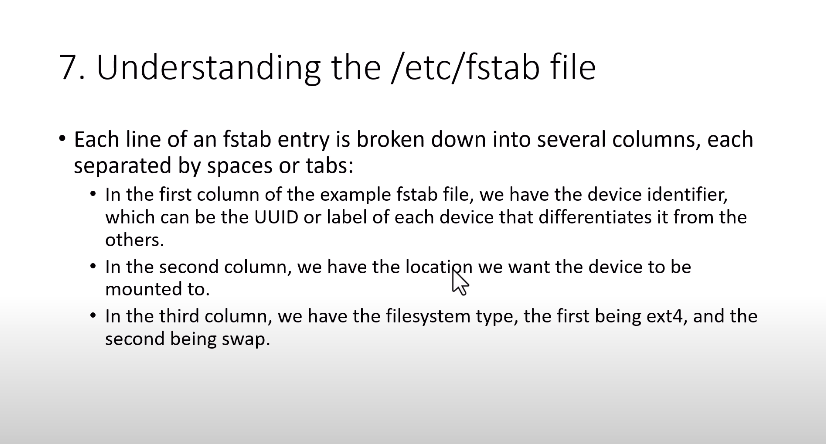 7. Understanding the /etc/fstab file
• Each line of an fstab entry is broken down into several columns, each
separated by spaces or tabs:
• In the first column of the example fstab file, we have the device identifier,
which can be the UUID or label of each device that differentiates it from the
others.
• In the second column, we have the location we want the device to be
mounted to.
• In the third column, we have the filesystem type, the first being ext4, and the
second being swap.